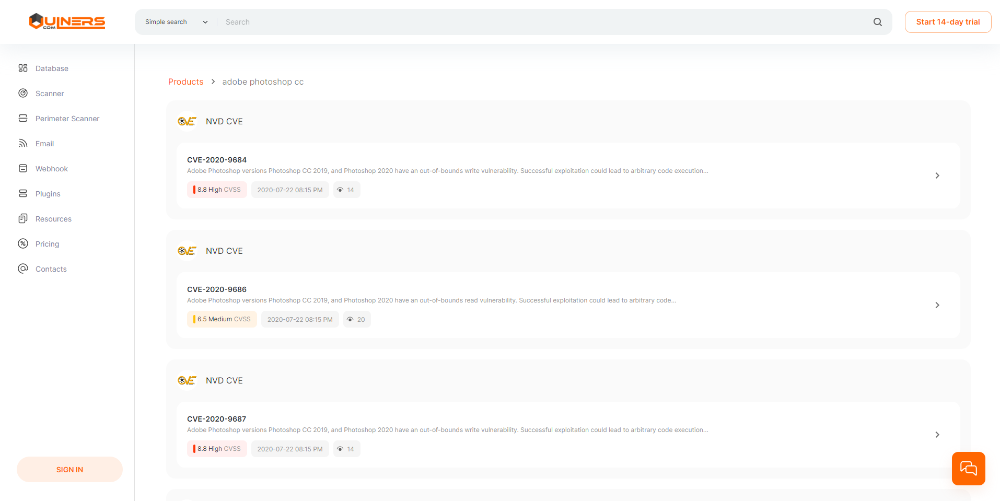 VULNERS
COM
Simple search
Search
Start 14-day trial
Database
Scanner
Perimeter Scanner
Email
Webhook
Plugins
Resources
Pricing
Contacts
SIGN IN
Products > adobe photoshop cc
CVE
NVD CVE
CVE-2020-9684
Adobe Photoshop versions Photoshop CC 2019, and Photoshop 2020 have an out-of-bounds write vulnerability. Successful exploitation could lead to arbitrary code execution...
8.8 High CVSS 2020-07-22 08:15 PM 14
CVE
NVD CVE
CVE-2020-9686
Adobe Photoshop versions Photoshop CC 2019, and Photoshop 2020 have an out-of-bounds read vulnerability. Successful exploitation could lead to arbitrary code...
6.5 Medium CVSS 2020-07-22 08:15 PM 20
CVE
NVD CVE
CVE-2020-9687
Adobe Photoshop versions Photoshop CC 2019, and Photoshop 2020 have an out-of-bounds write vulnerability. Successful exploitation could lead to arbitrary code execution...
8.8 High CVSS 2020-07-22 08:15 PM 14